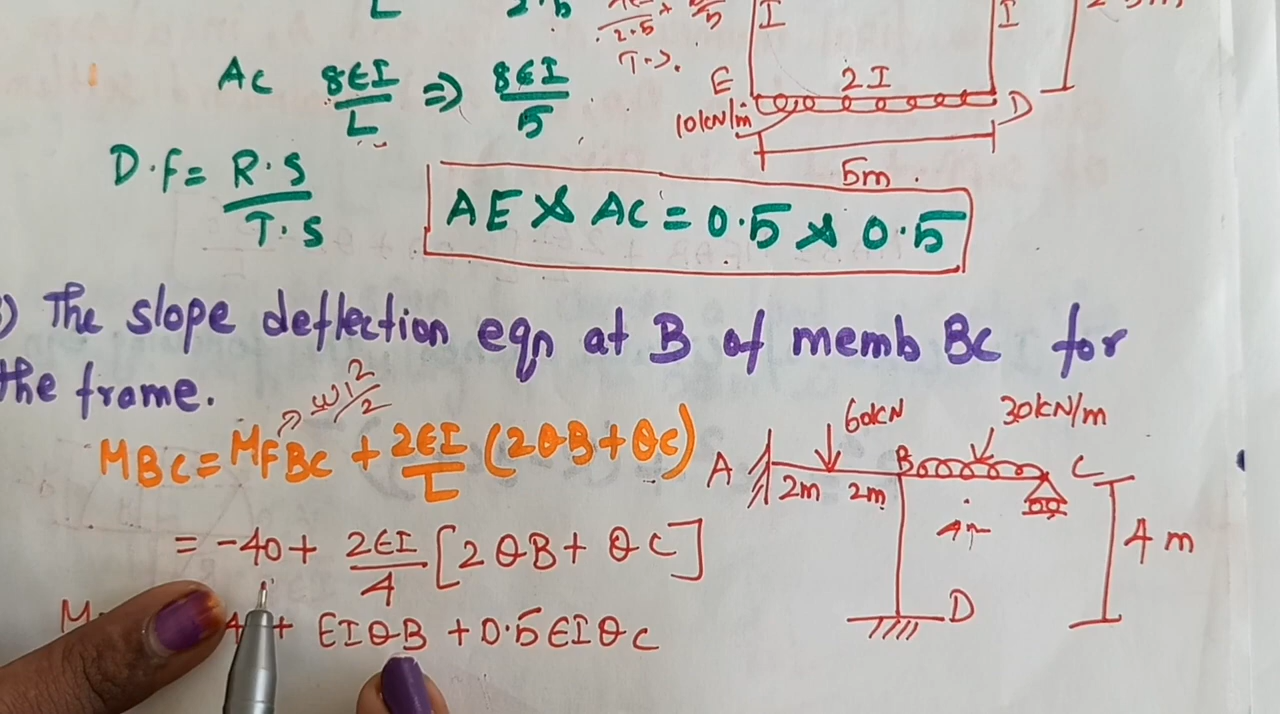 I
I
AC 8EI/L => 8EI/5
E 2I D
10kN/m
5m.
D.F = R.S/T.S
AE & AC = 0.5 & 0.5
) The slope deflection eqn at B of memb BC for
the frame.
MBC = MFBC + 2EI/L (2θB + θC)
= -40 + 2EI/4 [2θB + θC]
EIθB + 0.5EIθC
60kN 30kN/m
A B C
2m 2m 4m
4 m
D